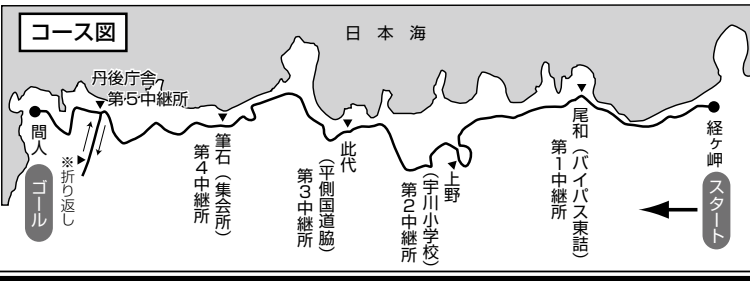 コース図
日本海
経ヶ岬
スタート
尾和（バイパス東詰）
第1中継所
上野
（宇川小学校）
第2中継所
此代
（平側国道脇）
第3中継所
筆石（集会所）
第4中継所
丹後庁舎
第5中継所
※折り返し
間人
ゴール